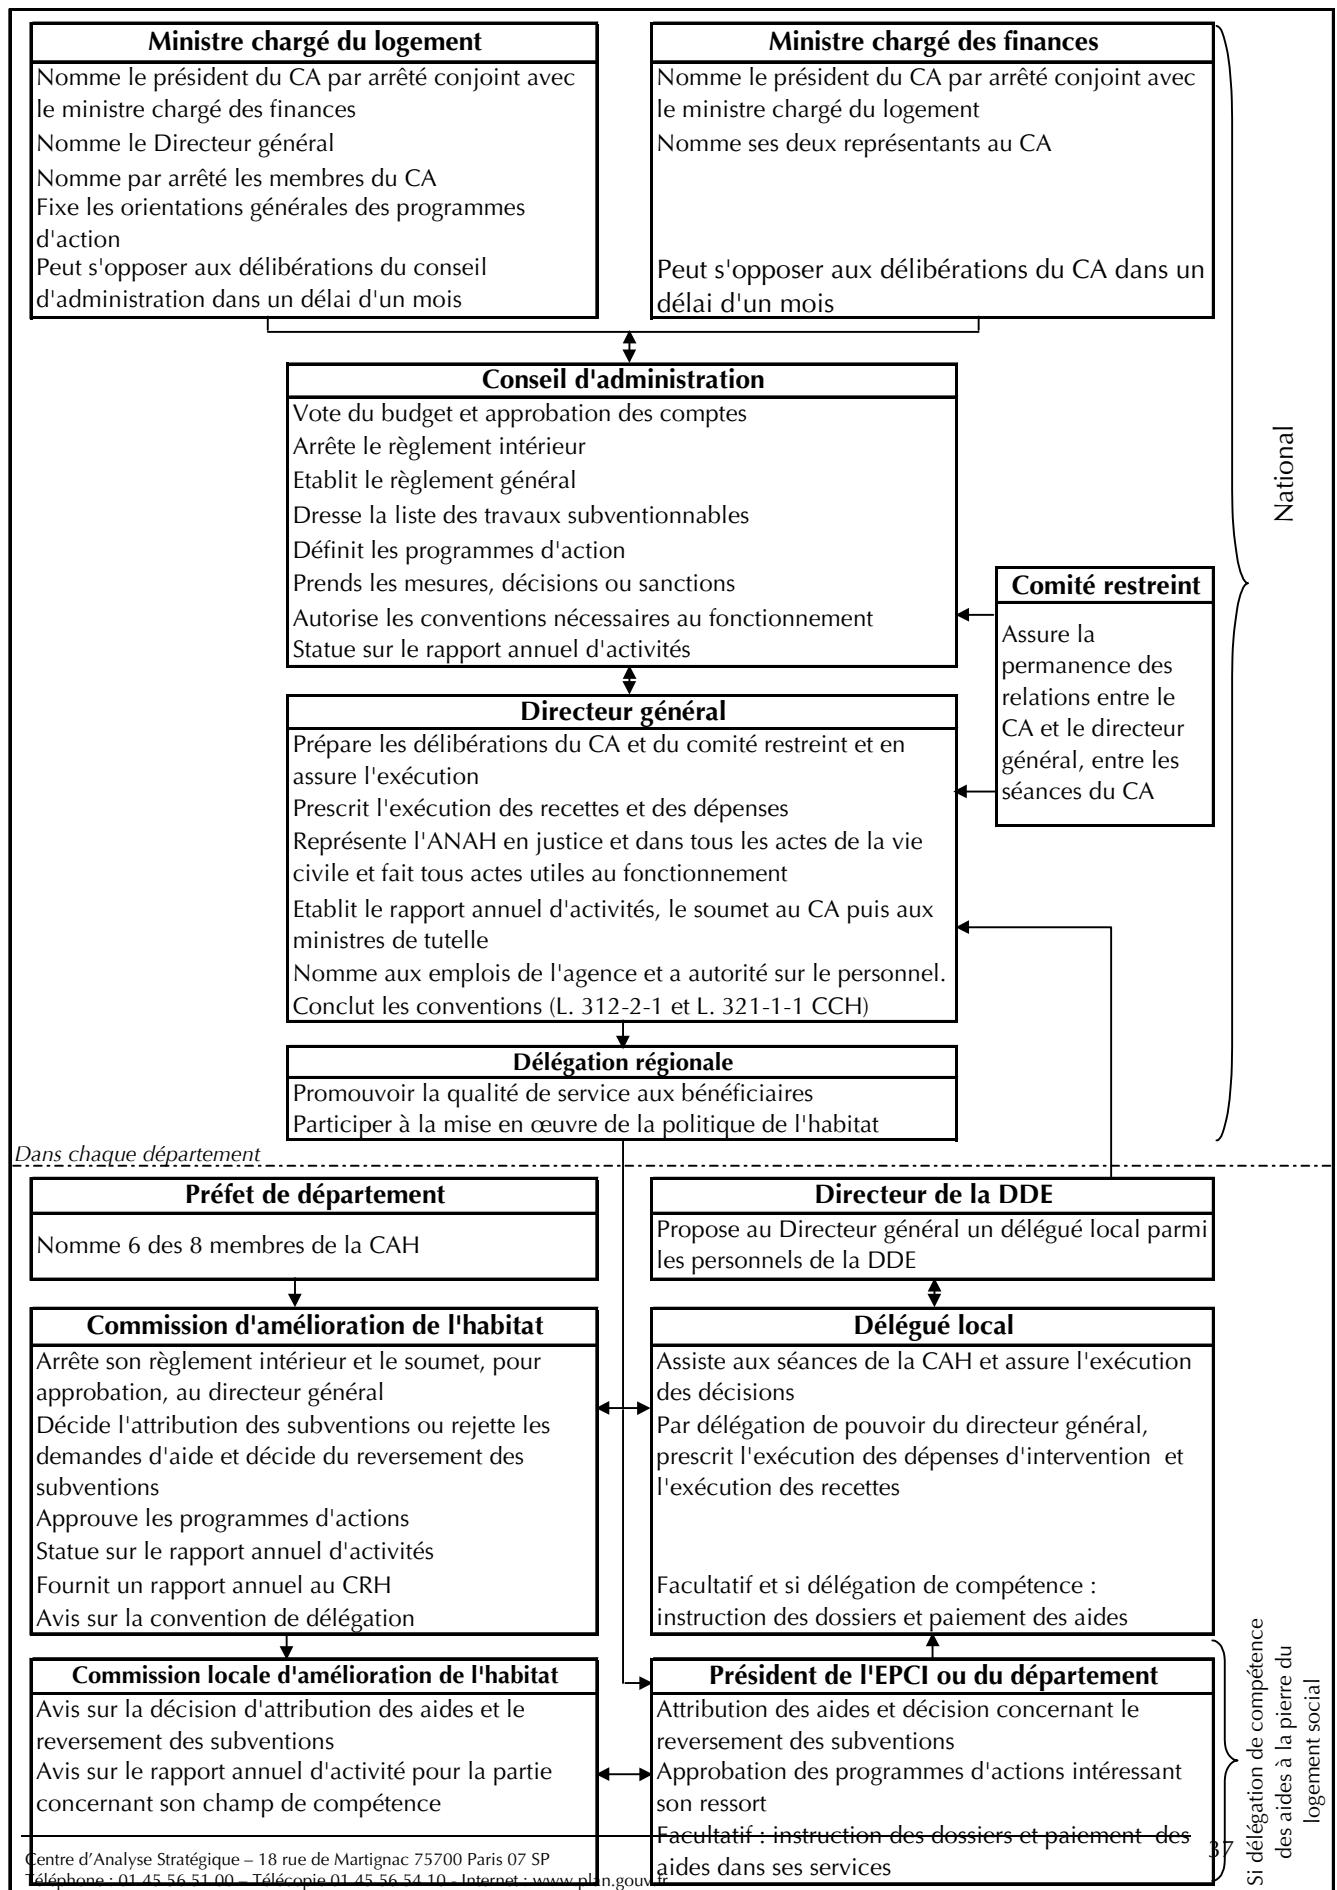 Ministre chargé du logement
Nomme le président du CA par arrêté conjoint avec
le ministre chargé des finances
Nomme le Directeur général
Nomme par arrêté les membres du CA
Fixe les orientations générales des programmes
d'action
Peut s'opposer aux délibérations du conseil
d'administration dans un délai d'un mois
Ministre chargé des finances
Nomme le président du CA par arrêté conjoint avec
le ministre chargé du logement
Nomme ses deux représentants au CA
Peut s'opposer aux délibérations du CA dans un
délai d'un mois
National
Conseil d'administration
Vote du budget et approbation des comptes
Arrête le règlement intérieur
Etablit le règlement général
Dresse la liste des travaux subventionnables
Définit les programmes d'action
Prends les mesures, décisions ou sanctions
Autorise les conventions nécessaires au fonctionnement
Statue sur le rapport annuel d'activités
Comité restreint
Assure la
permanence des
relations entre le
CA et le directeur
général, entre les
séances du CA
Directeur général
Prépare les délibérations du CA et du comité restreint et en
assure l'exécution
Prescrit l'exécution des recettes et des dépenses
Représente l'ANAH en justice et dans tous les actes de la vie
civile et fait tous actes utiles au fonctionnement
Etablit le rapport annuel d'activités, le soumet au CA puis aux
ministres de tutelle
Nomme aux emplois de l'agence et a autorité sur le personnel.
Conclut les conventions (L. 312-2-1 et L. 321-1-1 CCH)
Délégation régionale
Promouvoir la qualité de service aux bénéficiaires
Participer à la mise en œuvre de la politique de l'habitat
Dans chaque département
Préfet de département
Nomme 6 des 8 membres de la CAH
Directeur de la DDE
Propose au Directeur général un délégué local parmi
les personnels de la DDE
Commission d'amélioration de l'habitat
Arrête son règlement intérieur et le soumet, pour
approbation, au directeur général
Décide l'attribution des subventions ou rejette les
demandes d'aide et décide du reversement des
subventions
Approuve les programmes d'actions
Statue sur le rapport annuel d'activités
Fournit un rapport annuel au CRH
Avis sur la convention de délégation
Délégué local
Assiste aux séances de la CAH et assure l'exécution
des décisions
Par délégation de pouvoir du directeur général,
prescrit l'exécution des dépenses d'intervention et
l'exécution des recettes
Facultatif et si délégation de compétence :
instruction des dossiers et paiement des aides
Commission locale d'amélioration de l'habitat
Avis sur la décision d'attribution des aides et le
reversement des subventions
Avis sur le rapport annuel d'activité pour la partie
concernant son champ de compétence
Président de l'EPCI ou du département
Attribution des aides et décision concernant le
reversement des subventions
Approbation des programmes d'actions intéressant
son ressort
Facultatif : instruction des dossiers et paiement des
aides dans ses services
Si délégation de compétence
des aides à la pierre du
logement social
37
Centre d'Analyse Stratégique – 18 rue de Martignac 75700 Paris 07 SP
Téléphone : 01 45 56 51 00 – Télécopie 01 45 56 54 10 - Internet : www.plan.gouv.fr